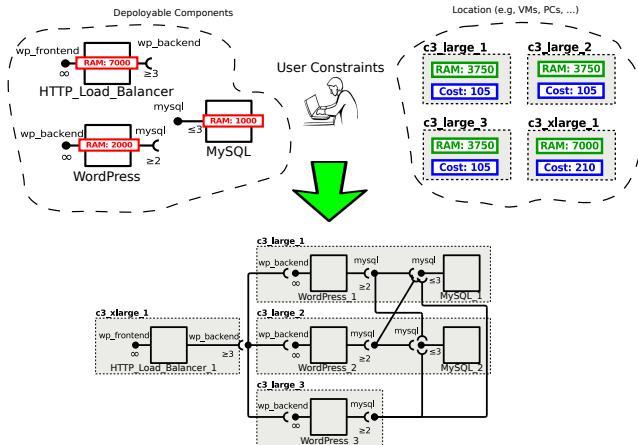 Deployable Components
Location (e.g, VMs, PCs, ...)
wp_frontend
wp_backend
RAM: 7000
∞
≥3
HTTP_Load_Balancer
mysql
RAM: 1000
≤3
MySQL
wp_backend
mysql
RAM: 2000
∞
≥2
WordPress
User Constraints
c3_large_1
RAM: 3750
Cost: 105
c3_large_2
RAM: 3750
Cost: 105
c3_large_3
RAM: 3750
Cost: 105
c3_xlarge_1
RAM: 7000
Cost: 210
c3_large_1
wp_backend
mysql
mysql
∞
≥2
≤3
WordPress_1
MySQL_1
c3_xlarge_1
wp_frontend
wp_backend
∞
≥3
HTTP_Load_Balancer_1
c3_large_2
wp_backend
mysql
mysql
∞
≥2
≤3
WordPress_2
MySQL_2
c3_large_3
wp_backend
mysql
∞
≥2
WordPress_3